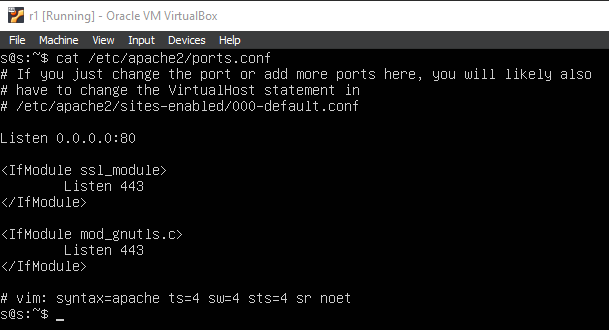 r1 [Running] - Oracle VM VirtualBox
File Machine View Input Devices Help
s@s:~$ cat /etc/apache2/ports.conf
# If you just change the port or add more ports here, you will likely also
# have to change the VirtualHost statement in
# /etc/apache2/sites-enabled/000-default.conf
Listen 0.0.0.0:80
<IfModule ssl_module>
        Listen 443
</IfModule>
<IfModule mod_gnutls.c>
        Listen 443
</IfModule>
# vim: syntax=apache ts=4 sw=4 sts=4 sr noet
s@s:~$ _